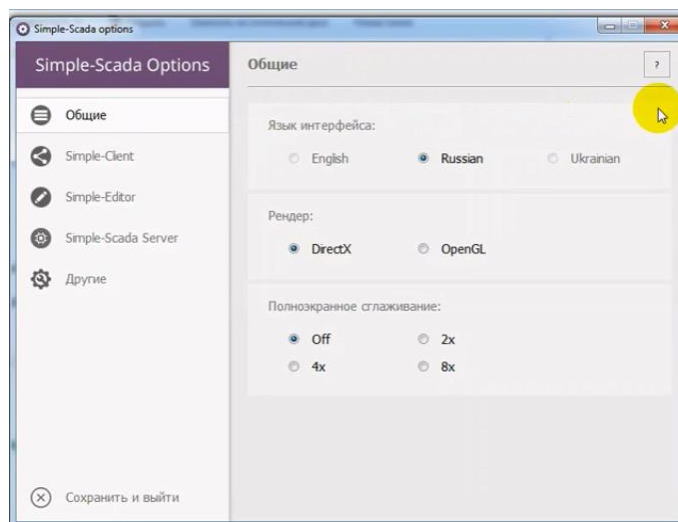 Simple-Scada options
Simple-Scada Options
Общие
?
Общие
Simple-Client
Simple-Editor
Simple-Scada Server
Другие
Язык интерфейса:
English
Russian
Ukrainian
Рендер:
DirectX
OpenGL
Полноэкранное сглаживание:
Off
2x
4x
8x
Сохранить и выйти